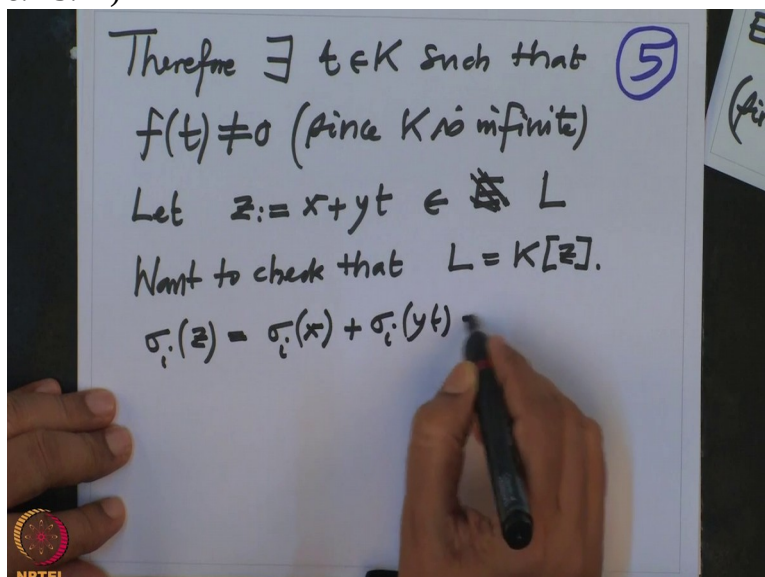 Therefore ∃ t ∈ K such that
5
f(t) ≠ 0 (since K is infinite)
Let z := x + yt ∈ L
Want to check that L = K[z].
σᵢ(z) = σᵢ(x) + σᵢ(yt) =
NPTEL